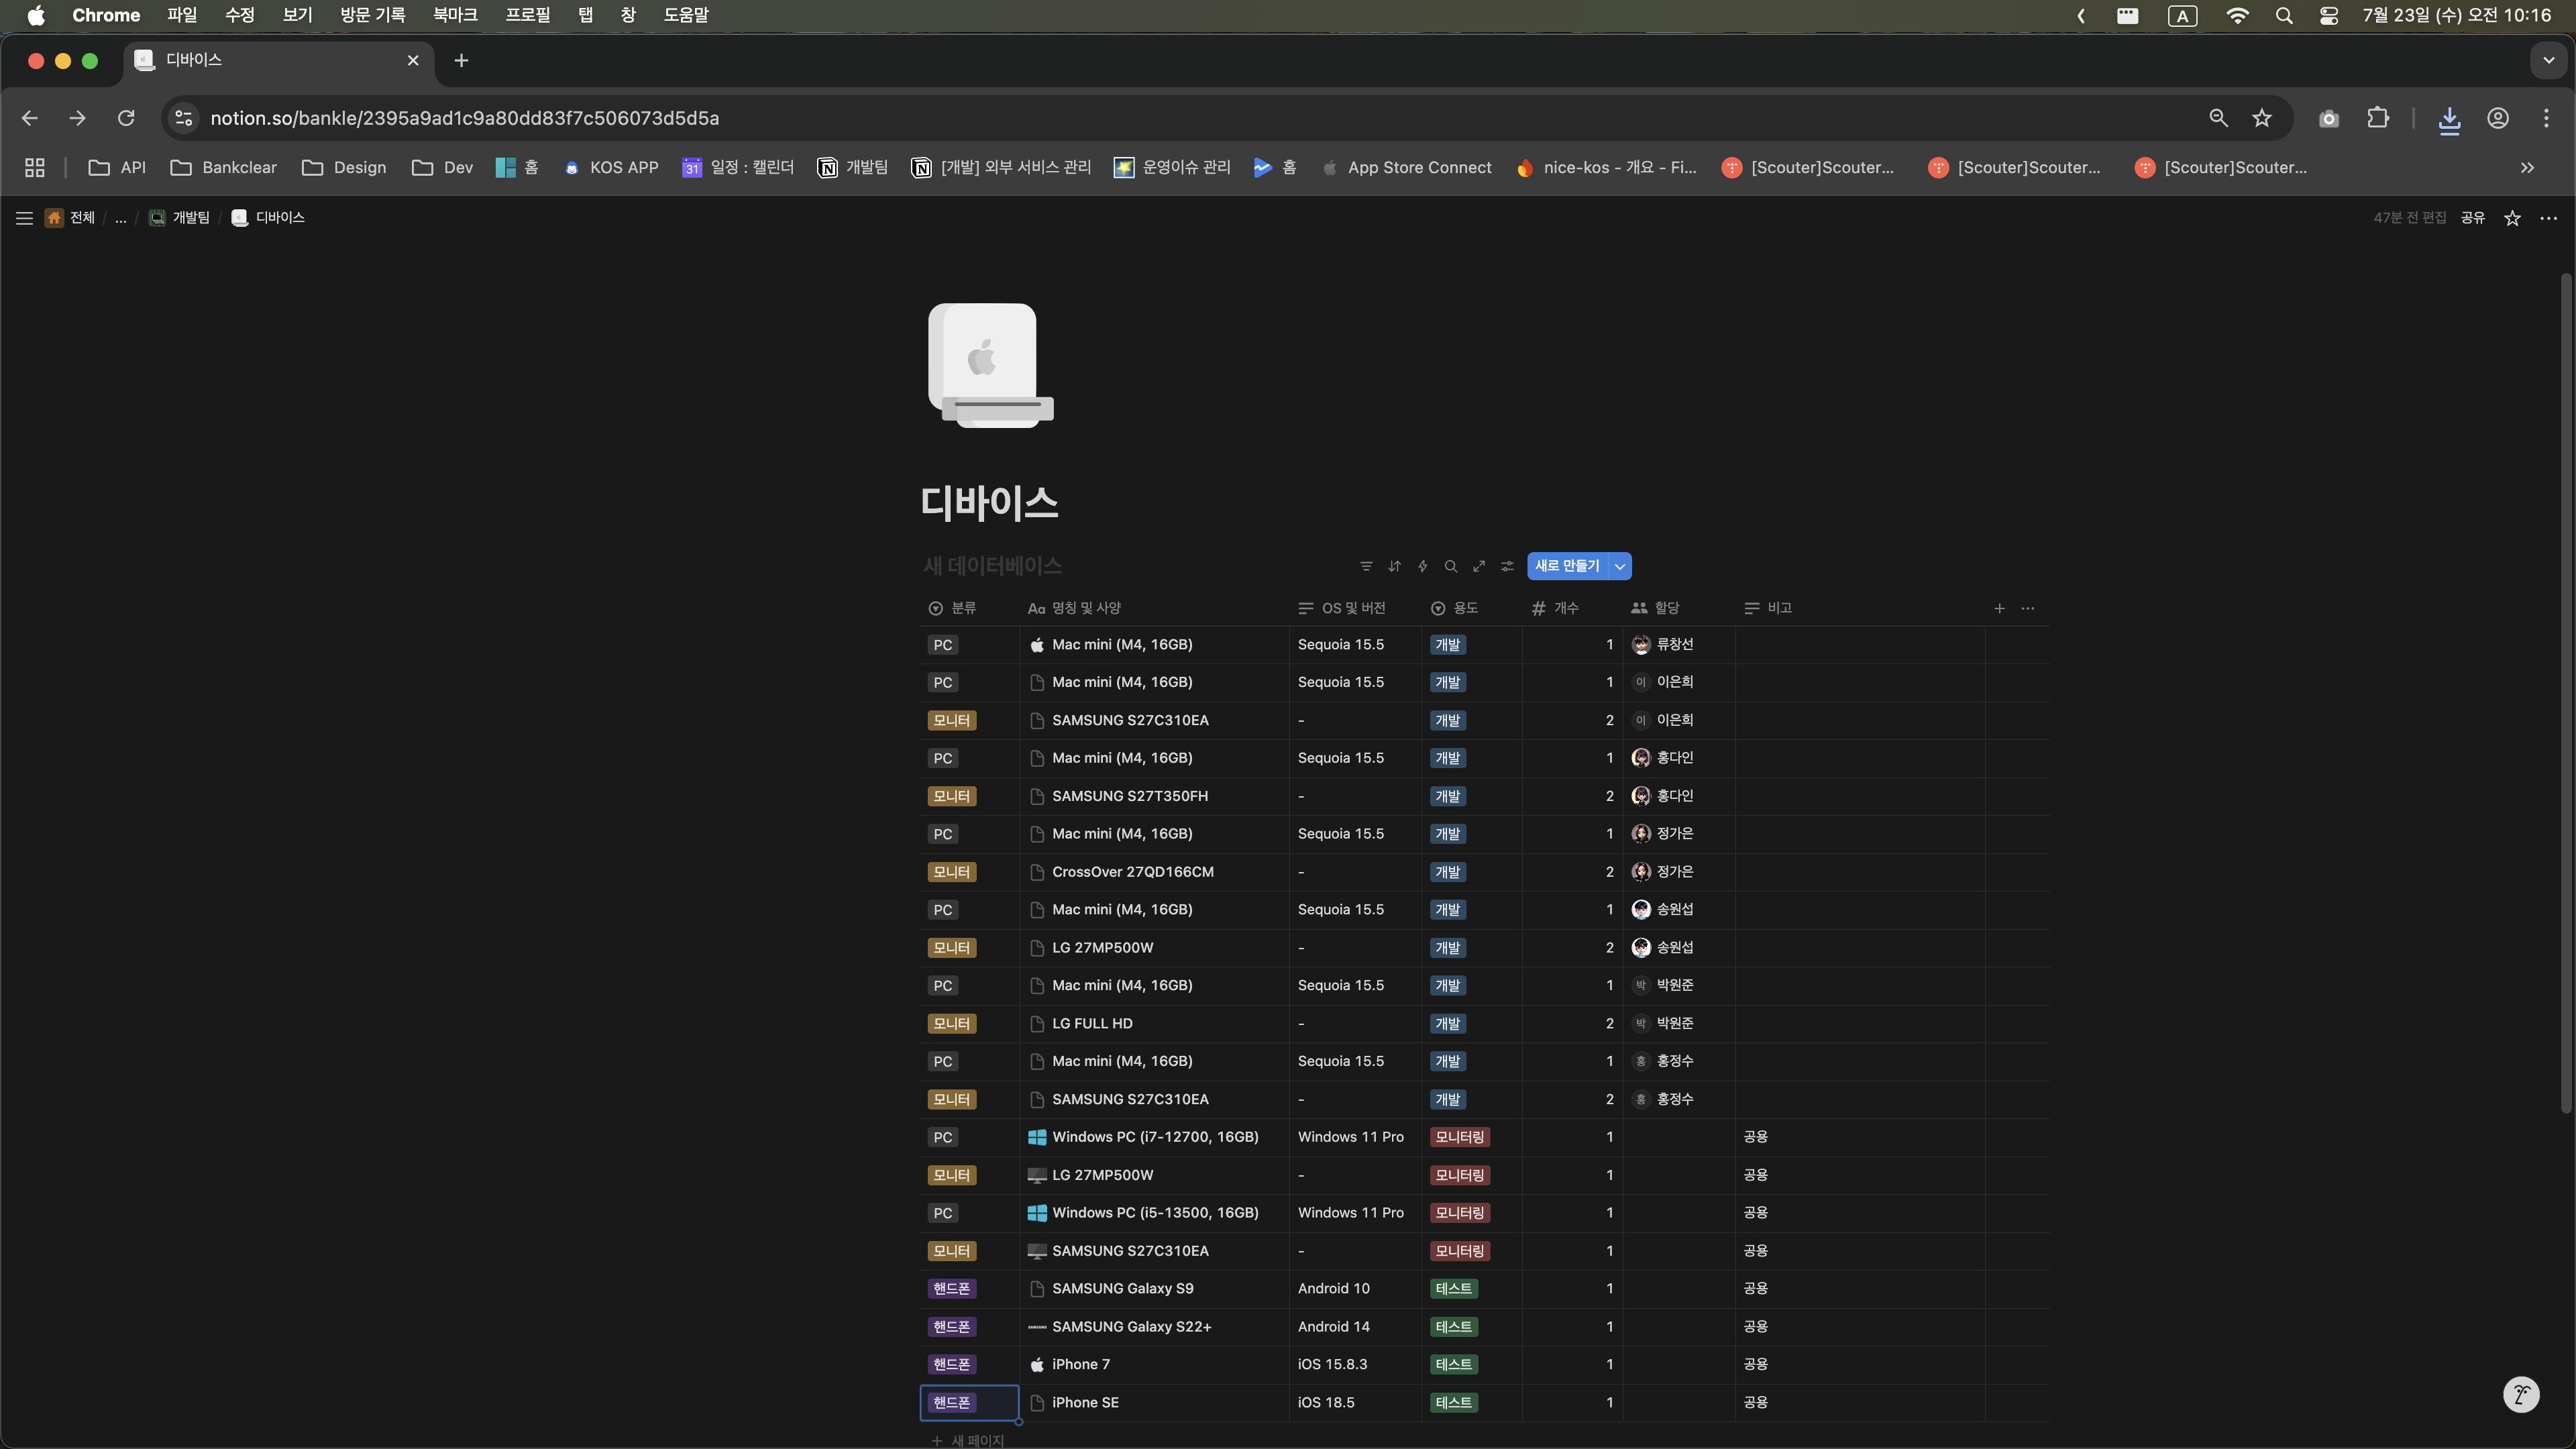 Chrome 파일 수정 보기 방문 기록 북마크 프로필 탭 창 도움말 A 7월 23일 (수) 오전 10:16
디바이스
notion.so/bankle/2395a9ad1c9a80dd83f7c506073d5d5a
API Bankclear Design Dev 홈 KOS APP 31 일정 : 캘린더 개발팀 [개발] 외부 서비스 관리 운영이슈 관리 홈 App Store Connect nice-kos - 개요 - Fi... [Scouter]Scouter... [Scouter]Scouter... [Scouter]Scouter...
전체 / ... / 개발팀 / 디바이스 47분 전 편집 공유
디바이스
새 데이터베이스 새로 만들기
분류 Aa 명칭 및 사양 OS 및 버전 용도 # 개수 할당 비고
PC Mac mini (M4, 16GB) Sequoia 15.5 개발 1 류창선
PC Mac mini (M4, 16GB) Sequoia 15.5 개발 1 이 이은희
모니터 SAMSUNG S27C310EA - 개발 2 이 이은희
PC Mac mini (M4, 16GB) Sequoia 15.5 개발 1 홍다인
모니터 SAMSUNG S27T350FH - 개발 2 홍다인
PC Mac mini (M4, 16GB) Sequoia 15.5 개발 1 정가은
모니터 CrossOver 27QD166CM - 개발 2 정가은
PC Mac mini (M4, 16GB) Sequoia 15.5 개발 1 송원섭
모니터 LG 27MP500W - 개발 2 송원섭
PC Mac mini (M4, 16GB) Sequoia 15.5 개발 1 박 박원준
모니터 LG FULL HD - 개발 2 박 박원준
PC Mac mini (M4, 16GB) Sequoia 15.5 개발 1 홍 홍정수
모니터 SAMSUNG S27C310EA - 개발 2 홍 홍정수
PC Windows PC (i7-12700, 16GB) Windows 11 Pro 모니터링 1 공용
모니터 LG 27MP500W - 모니터링 1 공용
PC Windows PC (i5-13500, 16GB) Windows 11 Pro 모니터링 1 공용
모니터 SAMSUNG S27C310EA - 모니터링 1 공용
핸드폰 SAMSUNG Galaxy S9 Android 10 테스트 1 공용
핸드폰 SAMSUNG Galaxy S22+ Android 14 테스트 1 공용
핸드폰 iPhone 7 iOS 15.8.3 테스트 1 공용
핸드폰 iPhone SE iOS 18.5 테스트 1 공용
+ 새 페이지